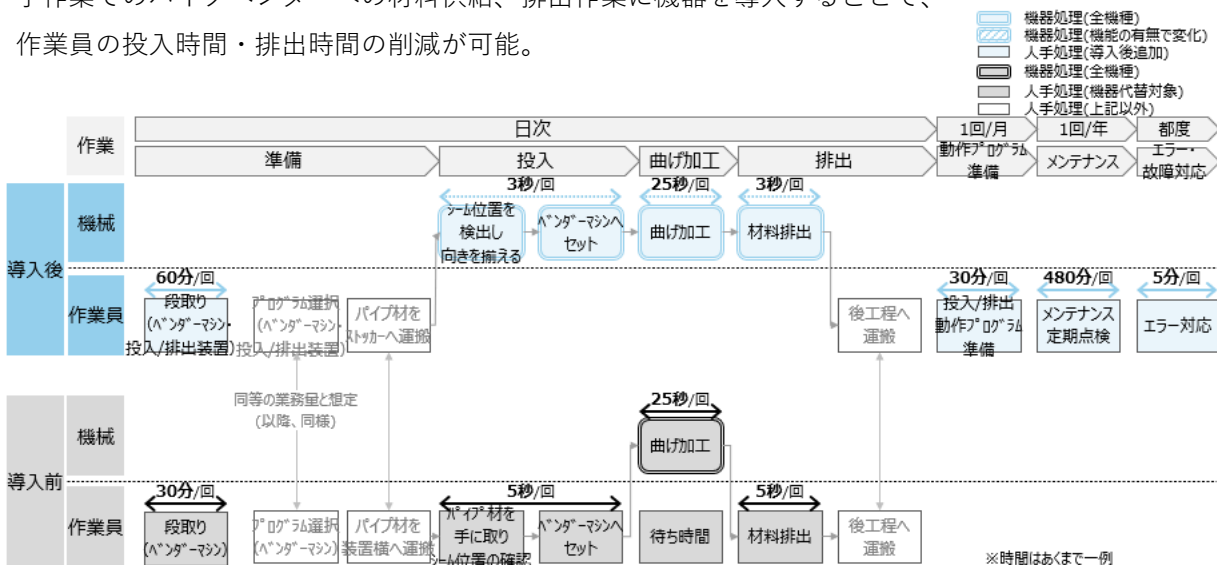 作業員の投入時間・排出時間の削減が可能。
機器処理(全機種)
機器処理(機能の有無で変化)
人手処理(導入後追加)
機器処理(全機種)
人手処理(機器代替対象)
人手処理(上記以外)
作業
日次
1回/月
1回/年
都度
準備
投入
曲げ加工
排出
動作プログラム
準備
メンテナンス
エラー・
故障対応
導入後
機械
3秒/回
25秒/回
3秒/回
シーム位置を
検出し
向きを揃える
ベンダーマシンへ
セット
曲げ加工
材料排出
作業員
60分/回
段取り
(ベンダーマシン・
投入/排出装置)
プログラム選択
(ベンダーマシン・
投入/排出装置)
パイプ材を
ストッカーへ運搬
後工程へ
運搬
30分/回
投入/排出
動作プログラム
準備
480分/回
メンテナンス
定期点検
5分/回
エラー対応
同等の業務量と想定
(以降、同様)
導入前
機械
25秒/回
曲げ加工
作業員
30分/回
段取り
(ベンダーマシン)
プログラム選択
(ベンダーマシン)
パイプ材を
装置横へ運搬
5秒/回
パイプ材を
手に取り
シーム位置の確認
ベンダーマシンへ
セット
待ち時間
5秒/回
材料排出
後工程へ
運搬
※時間はあくまで一例